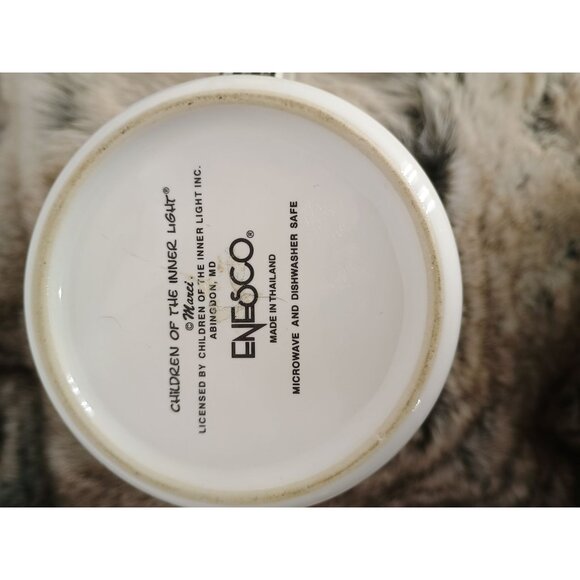 CHILDREN OF THE INNER LIGHT®
© Marci.
LICENSED BY CHILDREN OF THE INNER LIGHT INC.
ABINGDON, MD
ENESCO®
MADE IN THAILAND
MICROWAVE AND DISHWASHER SAFE